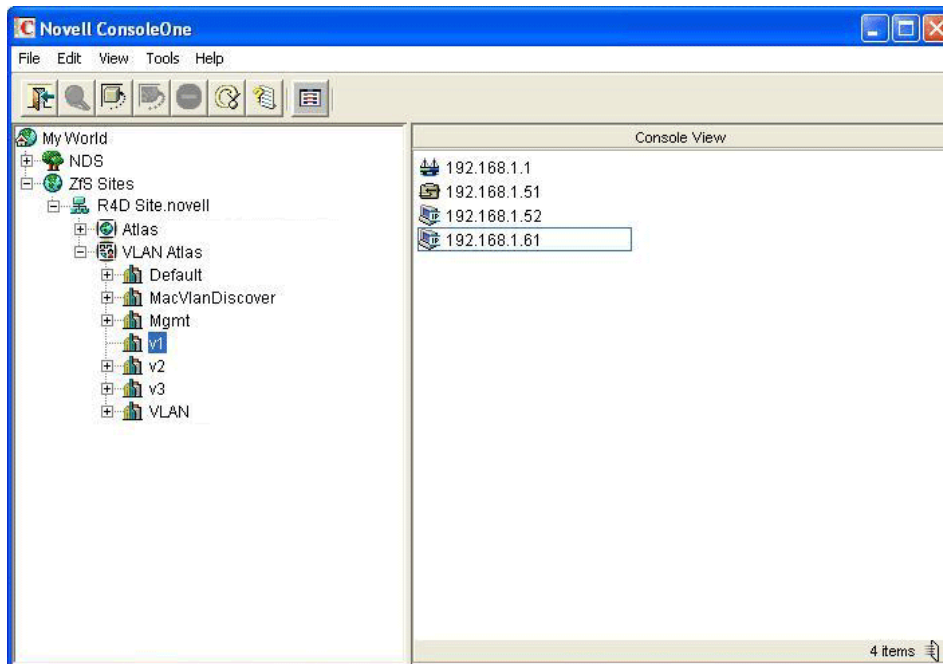 Novell ConsoleOne
File Edit View Tools Help
My World
NDS
ZfS Sites
R4D Site.novell
Atlas
VLAN Atlas
Default
MacVlanDiscover
Mgmt
v1
v2
v3
VLAN
Console View
192.168.1.1
192.168.1.51
192.168.1.52
192.168.1.61
4 items